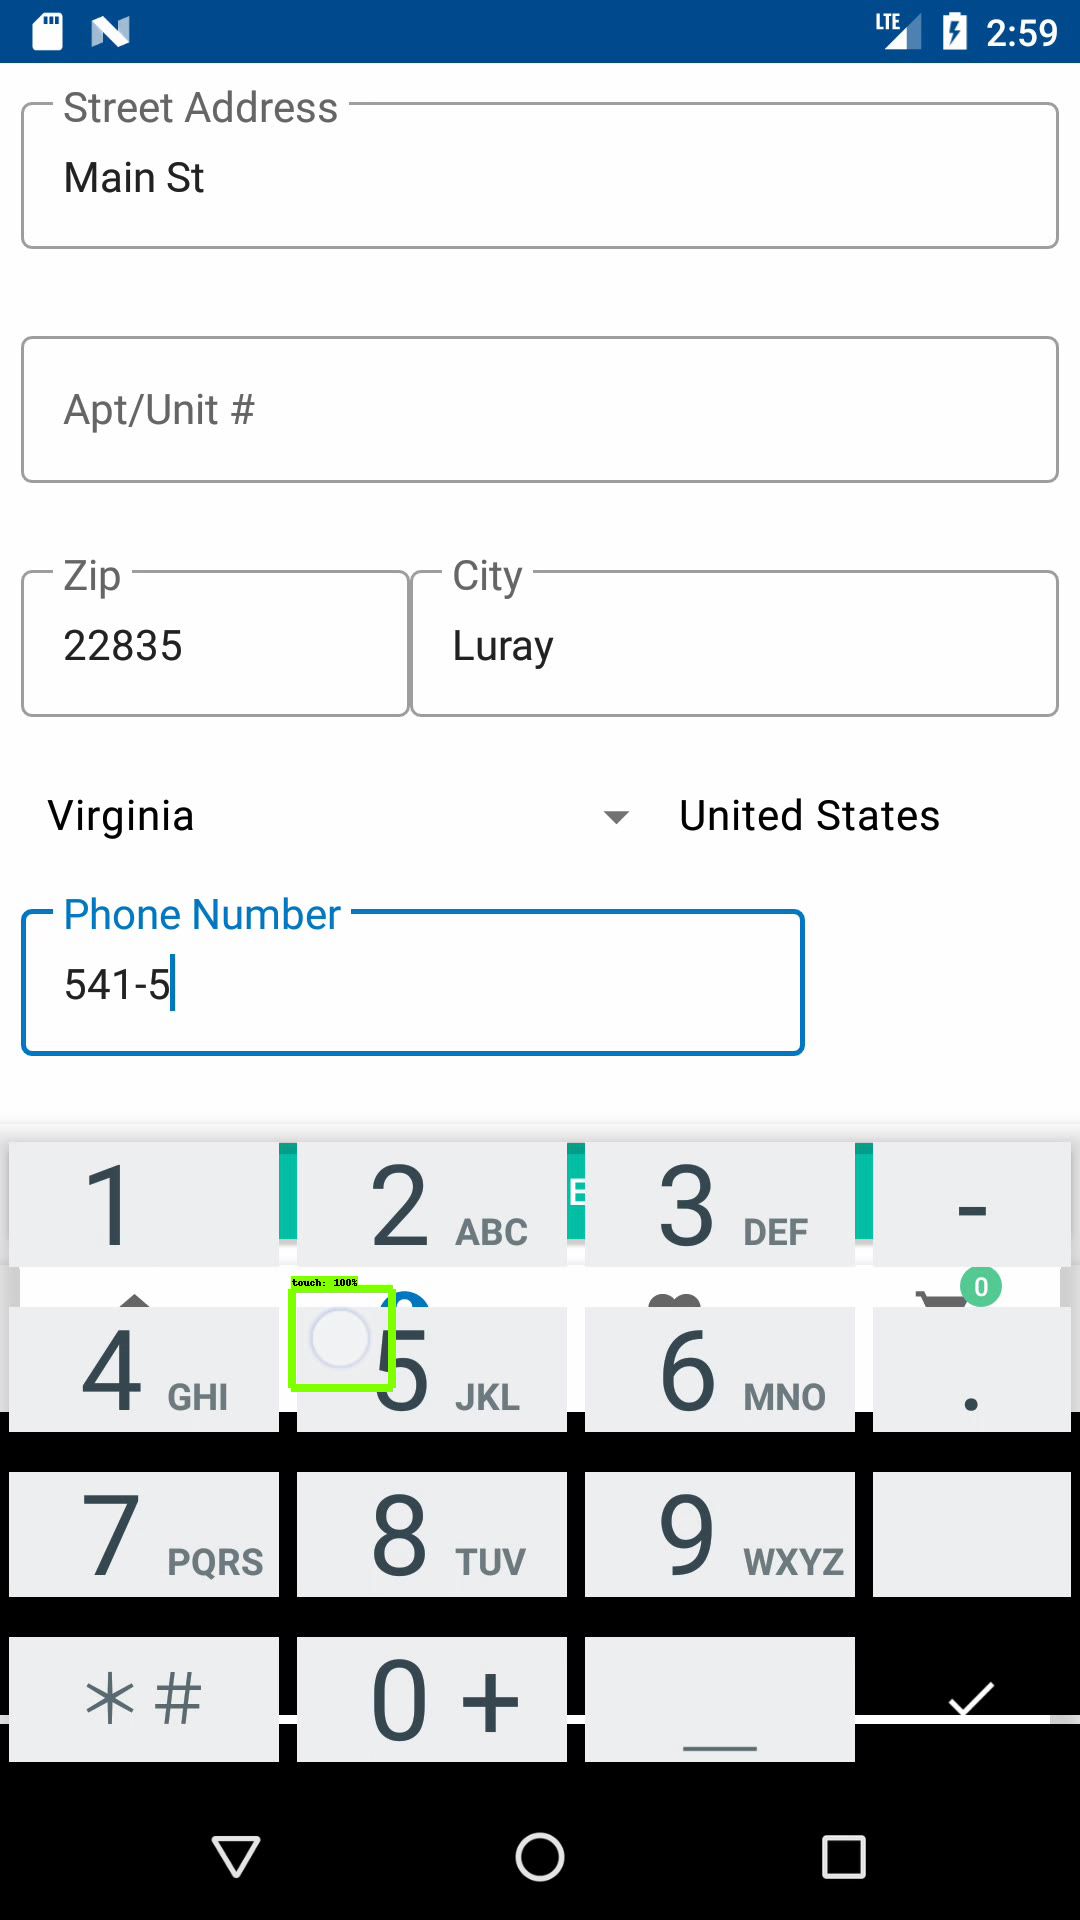 LTE 2:59
Street Address
Main St
Apt/Unit #
Zip City
22835 Luray
Virginia United States
Phone Number
541-5
1 2 ABC E 3 DEF -
touch: 100% 0
4 GHI 5 JKL 6 MNO .
7 PQRS 8 TUV 9 WXYZ
*# 0 + _